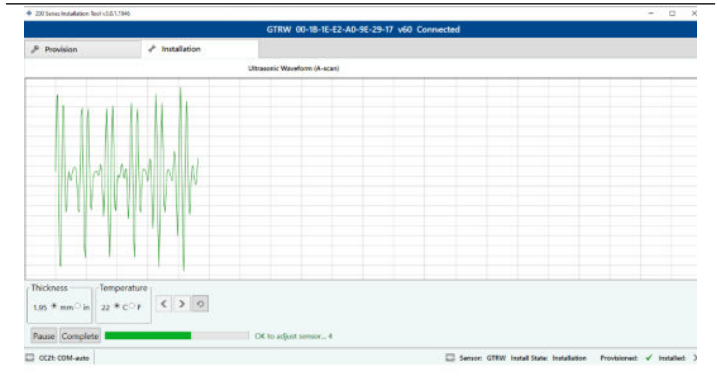 200 Series Installation Tool v3.0.1.1946
GTRW 00-1B-1E-E2-A0-9E-29-17 v60 Connected
Provision
Installation
Ultrasonic Waveform (A-scan)
Thickness
Temperature
1.95 mm in
22 C F
Pause Complete
OK to adjust sensor... 4
CC21: COM-auto
Sensor: GTRW Install State: Installation Provisioned: ✓ Installed: